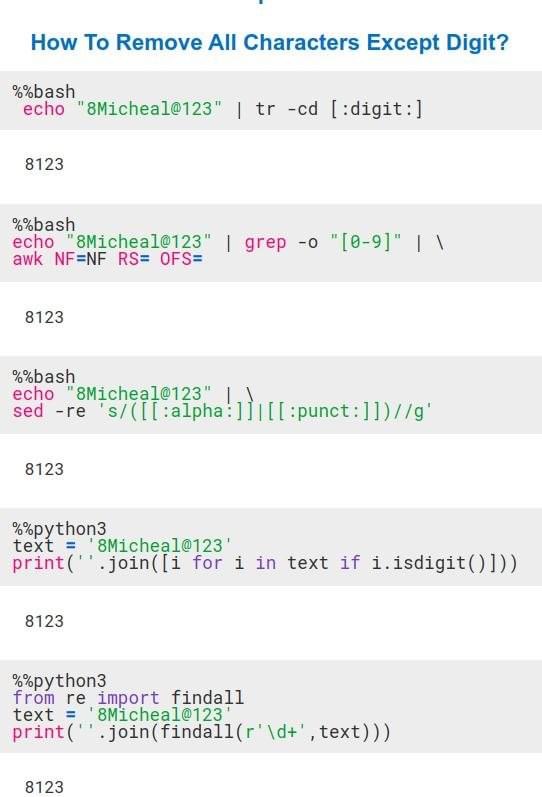 How To Remove All Characters Except Digit?
%%bash
echo "8Micheal@123" | tr -cd [:digit:]
8123
%%bash
echo "8Micheal@123" | grep -o "[0-9]" | \
awk NF=NF RS= OFS=
8123
%%bash
echo "8Micheal@123" | \
sed -re 's/([[:alpha:]]|[[:punct:]])//g'
8123
%%python3
text = '8Micheal@123'
print(''.join([i for i in text if i.isdigit()]))
8123
%%python3
from re import findall
text = '8Micheal@123'
print(''.join(findall(r'\d+',text)))
8123